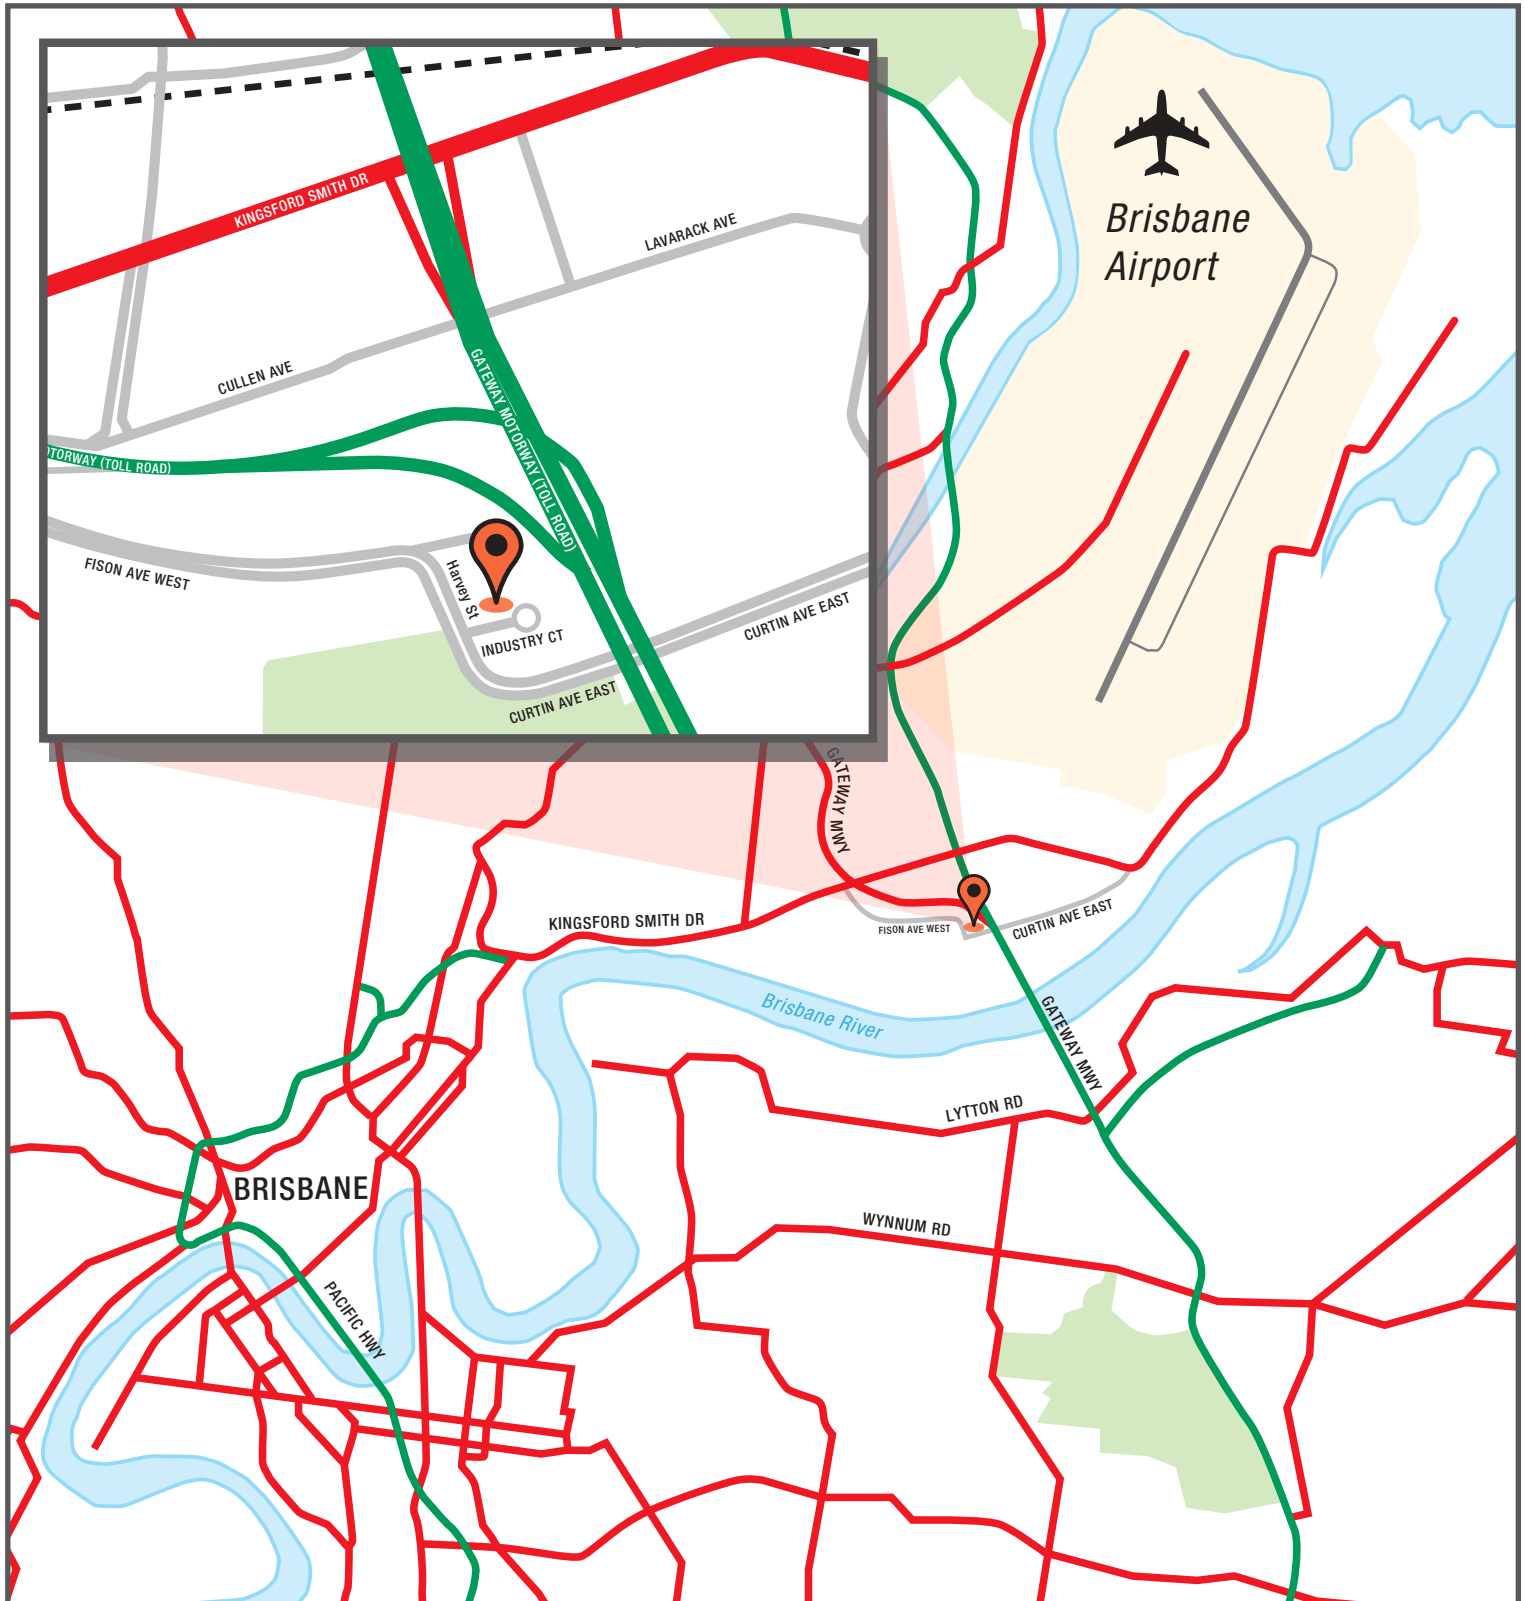 KINGSFORD SMITH DR
LAVARACK AVE
CULLEN AVE
GATEWAY MOTORWAY (TOLL ROAD)
OTORWAY (TOLL ROAD)
FISON AVE WEST
Harvey St
INDUSTRY CT
CURTIN AVE EAST
CURTIN AVE EAST
Brisbane
Airport
GATEWAY MWY
KINGSFORD SMITH DR
FISON AVE WEST
CURTIN AVE EAST
Brisbane River
GATEWAY MWY
LYTTON RD
BRISBANE
WYNNUM RD
PACIFIC HWY